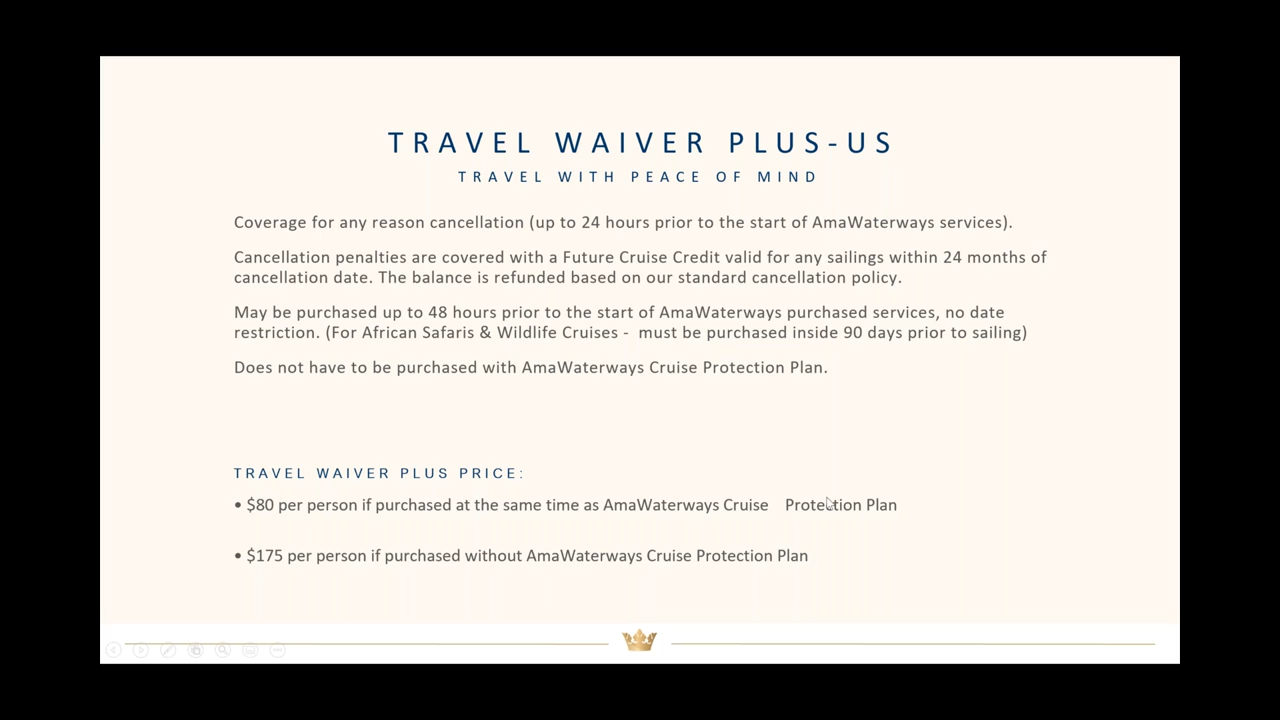 TRAVEL WAIVER PLUS-US
TRAVEL WITH PEACE OF MIND
Coverage for any reason cancellation (up to 24 hours prior to the start of AmaWaterways services).
Cancellation penalties are covered with a Future Cruise Credit valid for any sailings within 24 months of
cancellation date. The balance is refunded based on our standard cancellation policy.
May be purchased up to 48 hours prior to the start of AmaWaterways purchased services, no date
restriction. (For African Safaris & Wildlife Cruises - must be purchased inside 90 days prior to sailing)
Does not have to be purchased with AmaWaterways Cruise Protection Plan.
TRAVEL WAIVER PLUS PRICE:
• $80 per person if purchased at the same time as AmaWaterways Cruise Protection Plan
• $175 per person if purchased without AmaWaterways Cruise Protection Plan